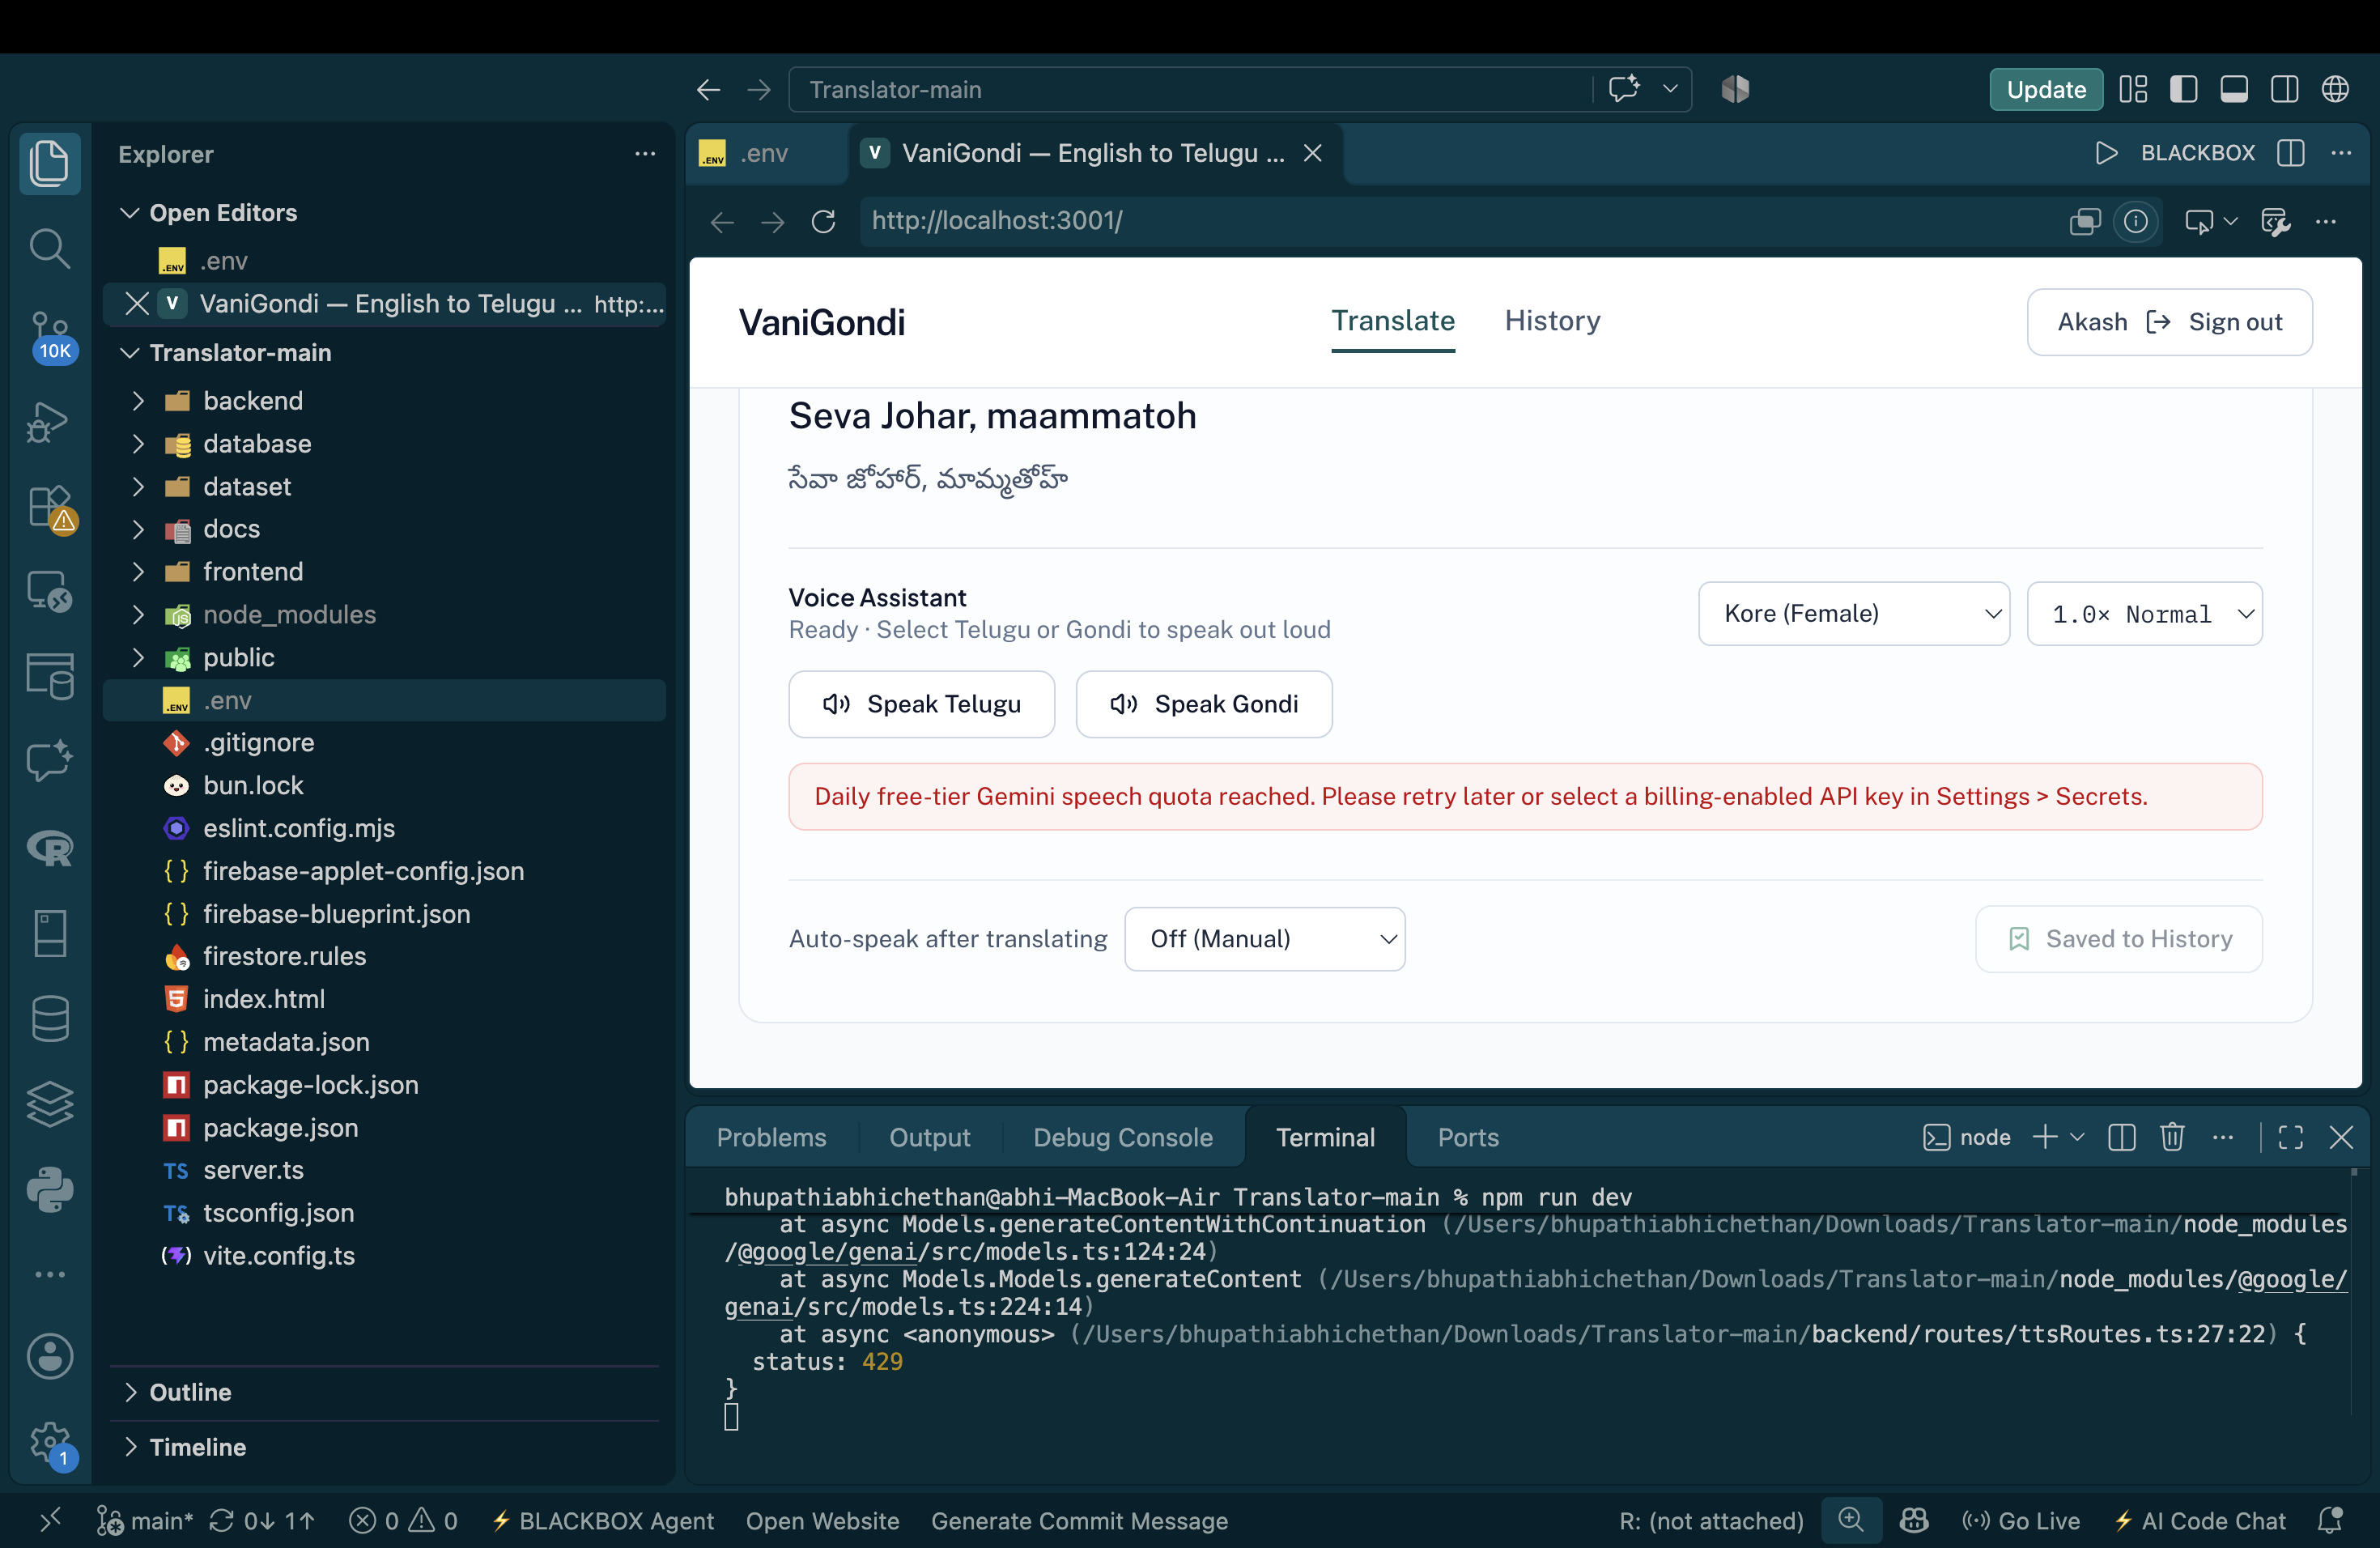 Translator-main
Update
Explorer
.env
VaniGondi — English to Telugu ...
BLACKBOX
Open Editors
.env
VaniGondi — English to Telugu ... http:...
http://localhost:3001/
10K
Translator-main
backend
database
dataset
docs
frontend
node_modules
public
.env
.gitignore
bun.lock
eslint.config.mjs
firebase-applet-config.json
firebase-blueprint.json
firestore.rules
index.html
metadata.json
package-lock.json
package.json
TS server.ts
TS tsconfig.json
vite.config.ts
Outline
Timeline
1
VaniGondi
Translate
History
Akash Sign out
Seva Johar, maammatoh
సేవా జోహార్, మామ్మతోహ్
Voice Assistant
Ready · Select Telugu or Gondi to speak out loud
Kore (Female)
1.0× Normal
Speak Telugu
Speak Gondi
Daily free-tier Gemini speech quota reached. Please retry later or select a billing-enabled API key in Settings > Secrets.
Auto-speak after translating
Off (Manual)
Saved to History
Problems
Output
Debug Console
Terminal
Ports
node
bhupathiabhichethan@abhi-MacBook-Air Translator-main % npm run dev
at async Models.generateContentWithContinuation (/Users/bhupathiabhichethan/Downloads/Translator-main/node_modules
/@google/genai/src/models.ts:124:24)
at async Models.Models.generateContent (/Users/bhupathiabhichethan/Downloads/Translator-main/node_modules/@google/
genai/src/models.ts:224:14)
at async <anonymous> (/Users/bhupathiabhichethan/Downloads/Translator-main/backend/routes/ttsRoutes.ts:27:22) {
status: 429
}
main* 0↓ 1↑ 0 0 BLACKBOX Agent Open Website Generate Commit Message R: (not attached) Go Live AI Code Chat